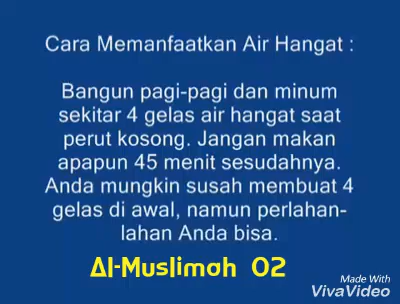 Cara Memanfaatkan Air Hangat :
Bangun pagi-pagi dan minum
sekitar 4 gelas air hangat saat
perut kosong. Jangan makan
apapun 45 menit sesudahnya.
Anda mungkin susah membuat 4
gelas di awal, namun perlahan-
lahan Anda bisa.
Al-Muslimah 02
Made With
VivaVideo